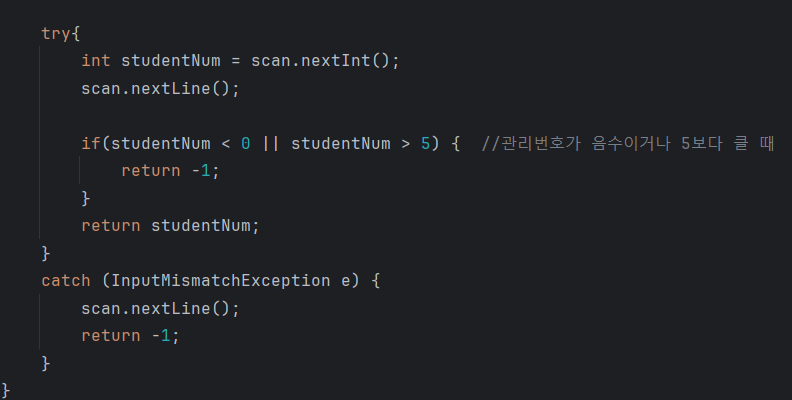 try{
int studentNum = scan.nextInt();
scan.nextLine();
if(studentNum < 0 || studentNum > 5) {  //관리번호가 음수이거나 5보다 클 때
return -1;
}
return studentNum;
}
catch (InputMismatchException e) {
scan.nextLine();
return -1;
}
}